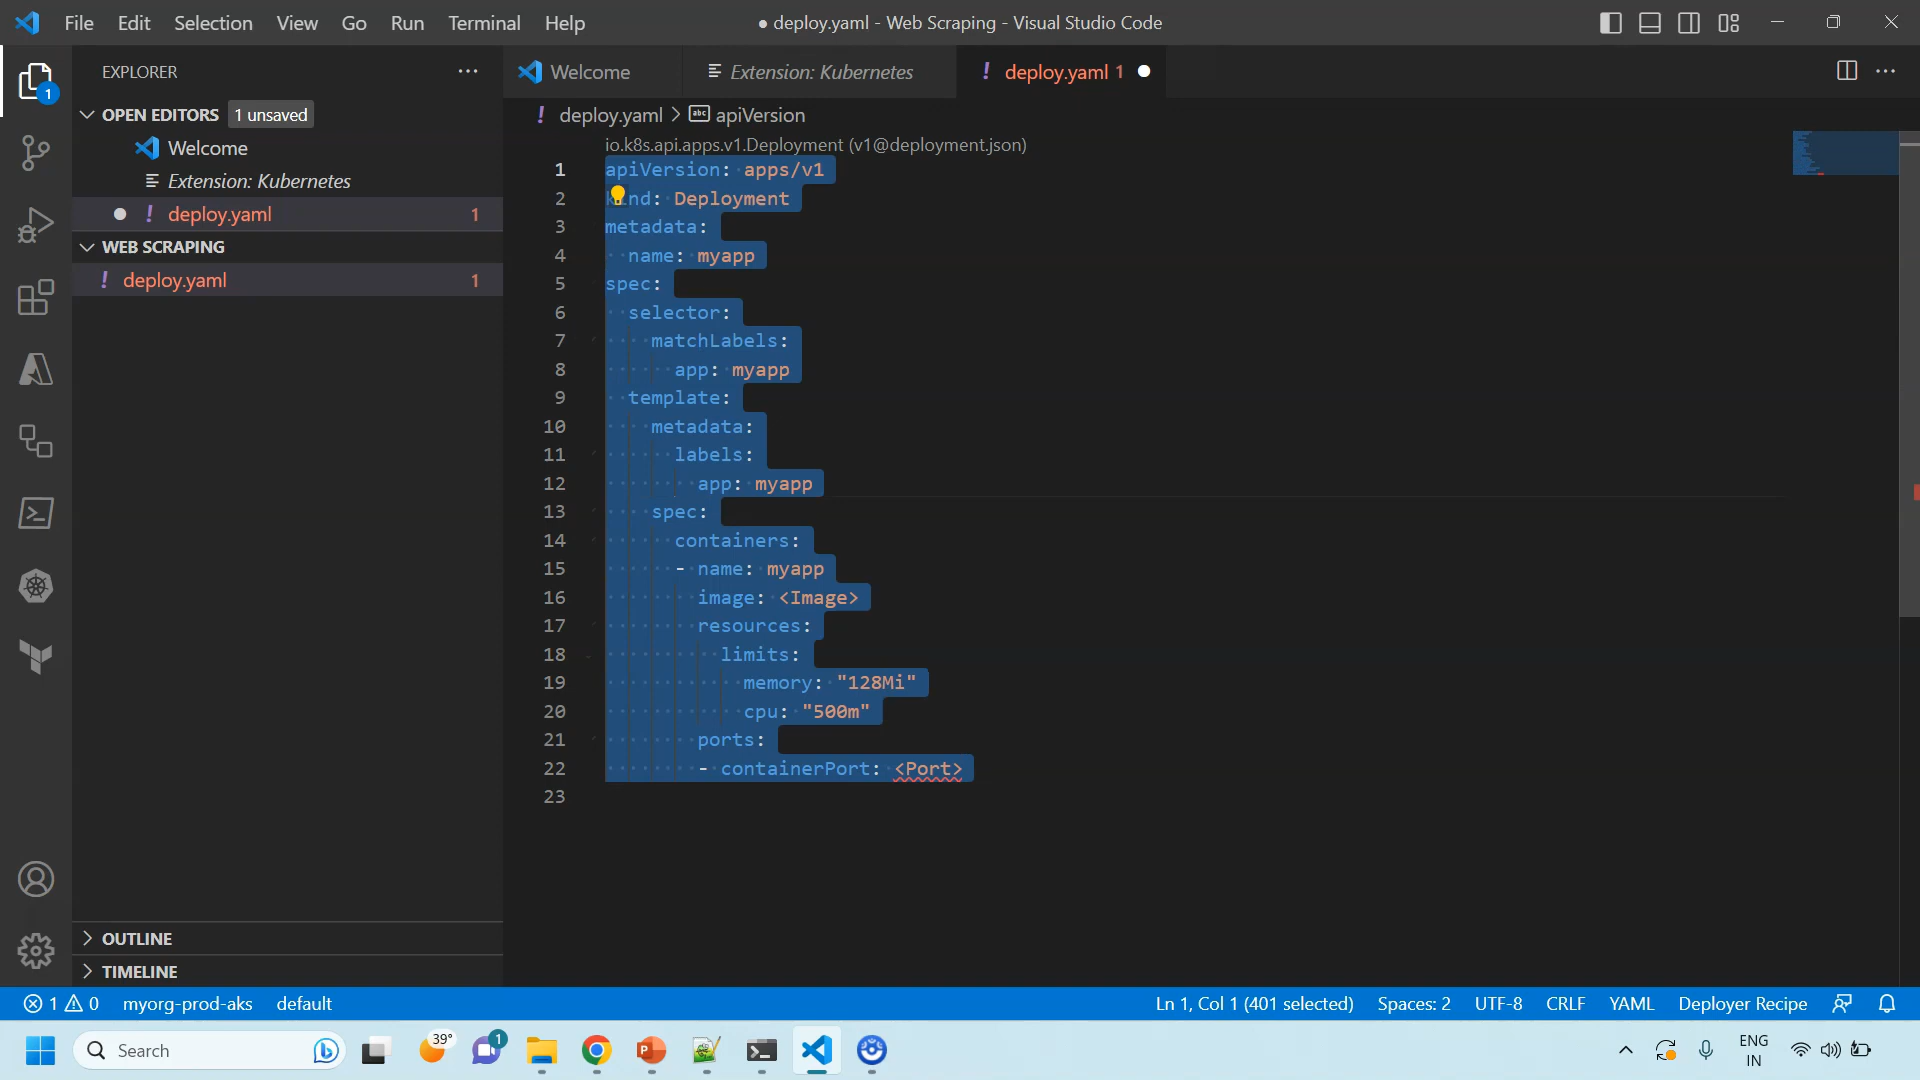 File Edit Selection View Go Run Terminal Help
● deploy.yaml - Web Scraping - Visual Studio Code
EXPLORER
1
OPEN EDITORS 1 unsaved
Welcome
Extension: Kubernetes
deploy.yaml 1
WEB SCRAPING
deploy.yaml 1
OUTLINE
TIMELINE
Welcome
Extension: Kubernetes
! deploy.yaml 1 ●
! deploy.yaml > abc apiVersion
io.k8s.api.apps.v1.Deployment (v1@deployment.json)
1 apiVersion: apps/v1
2 kind: Deployment
3 metadata:
4   name: myapp
5 spec:
6   selector:
7     matchLabels:
8       app: myapp
9   template:
10     metadata:
11       labels:
12         app: myapp
13     spec:
14       containers:
15       - name: myapp
16         image: <Image>
17         resources:
18           limits:
19             memory: "128Mi"
20             cpu: "500m"
21         ports:
22         - containerPort: <Port>
23
1 0 myorg-prod-aks default
Ln 1, Col 1 (401 selected) Spaces: 2 UTF-8 CRLF YAML Deployer Recipe
Search
39°
1
ENG
IN